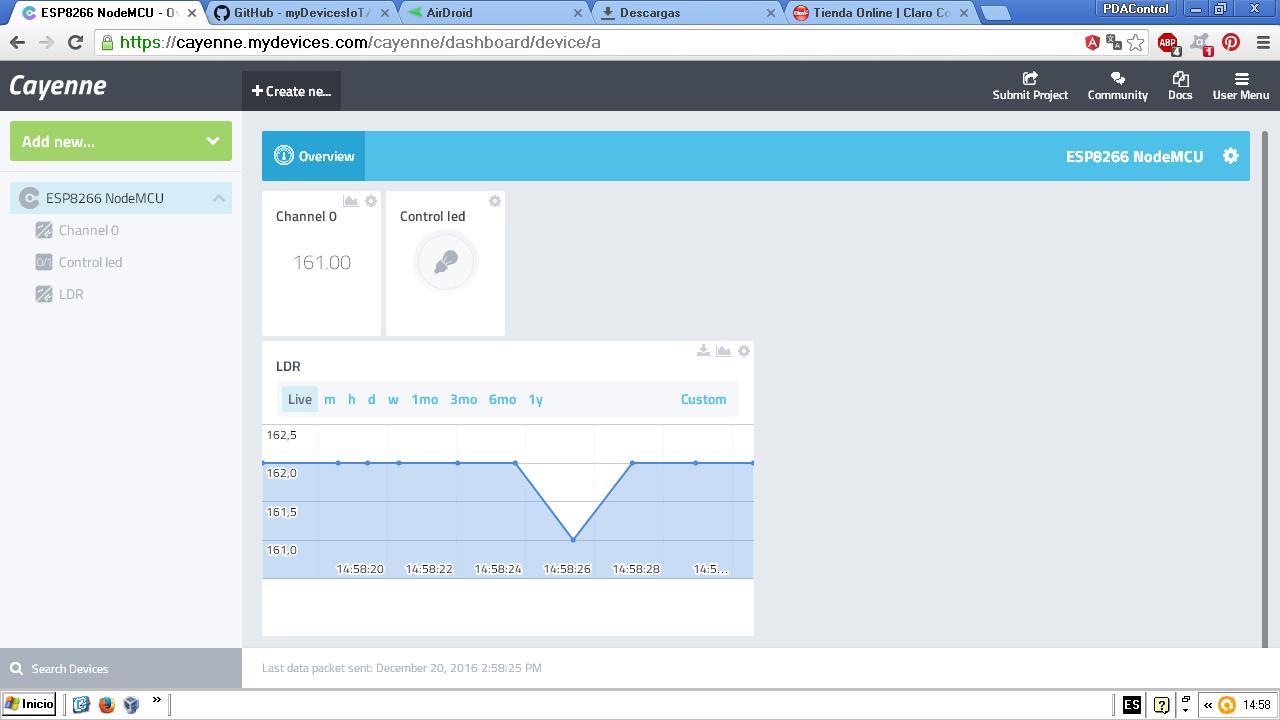 ESP8266 NodeMCU - Ov
GitHub - myDevicesIoT/
AirDroid
Descargas
Tienda Online | Claro Co
PDAControl
https://cayenne.mydevices.com/cayenne/dashboard/device/a
ABP
4
1
Cayenne
+ Create ne...
Submit Project
Community
Docs
User Menu
Add new...
Overview
ESP8266 NodeMCU
ESP8266 NodeMCU
Channel 0
Control led
Channel 0
161.00
0/1 Control led
LDR
LDR
Live m h d w 1mo 3mo 6mo 1y Custom
162,5
162,0
161,5
161,0
14:58:20 14:58:22 14:58:24 14:58:26 14:58:28 14:5...
Search Devices
Last data packet sent: December 20, 2016 2:58:25 PM
Inicio
»
ES
?
«
14:58